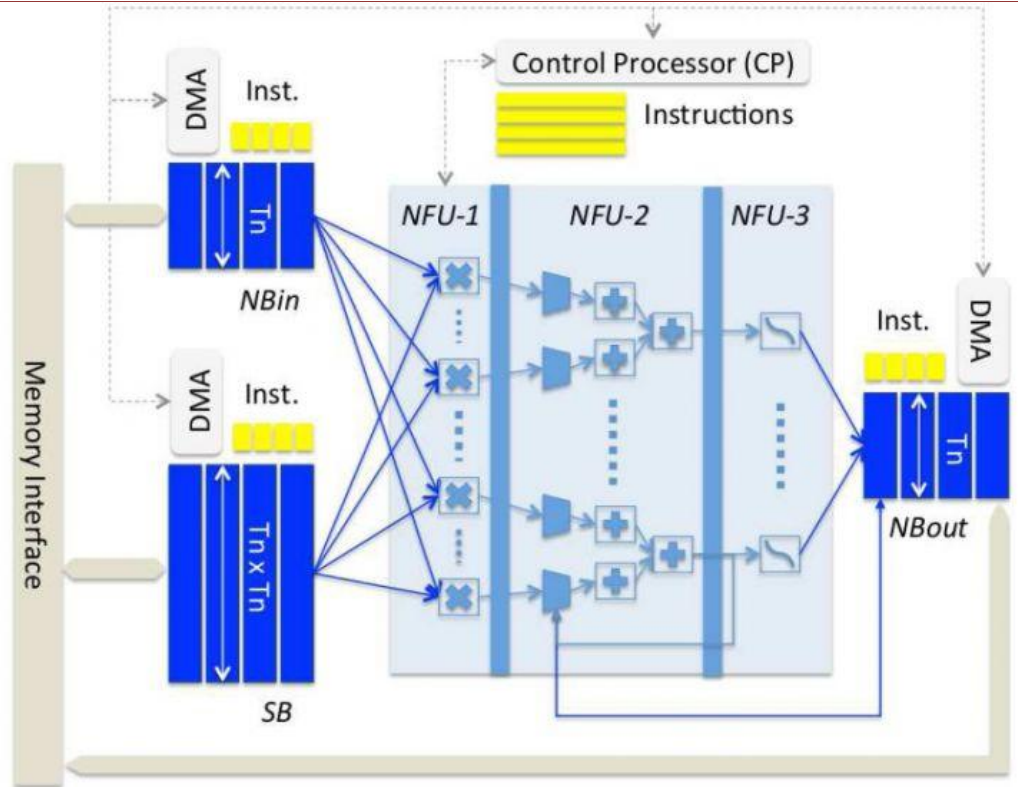 Control Processor (CP)
Instructions
DMA
Inst.
Tn
NBin
DMA
Inst.
Tn x Tn
SB
Memory Interface
NFU-1
NFU-2
NFU-3
Inst.
DMA
Tn
NBout